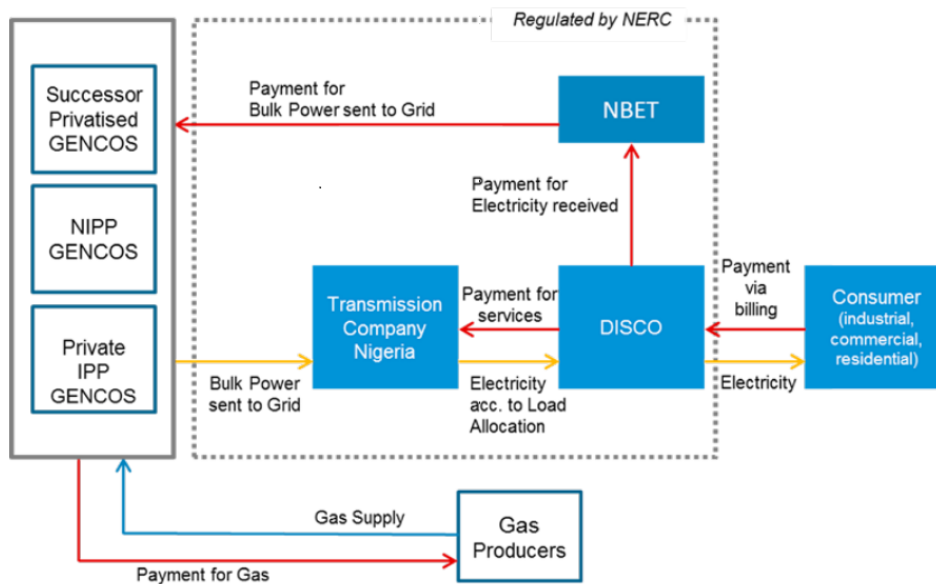 Regulated by NERC
Successor
Privatised
GENCOS
NIPP
GENCOS
Private
IPP
GENCOS
Payment for
Bulk Power sent to Grid
NBET
Payment for
Electricity received
Transmission
Company
Nigeria
Payment for
services
DISCO
Payment
via
billing
Consumer
(industrial,
commercial,
residential)
Bulk Power
sent to Grid
Electricity
acc. to Load
Allocation
Electricity
Gas Supply
Gas
Producers
Payment for Gas